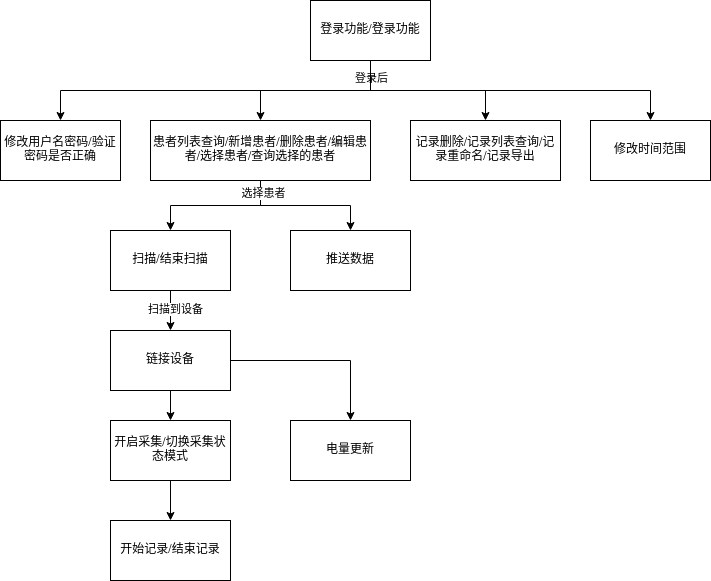 登录功能/登录功能
登录后
修改用户名密码/验证
密码是否正确
患者列表查询/新增患者/删除患者/编辑患
者/选择患者/查询选择的患者
记录删除/记录列表查询/记
录重命名/记录导出
修改时间范围
选择患者
扫描/结束扫描
推送数据
扫描到设备
链接设备
开启采集/切换采集状
态模式
电量更新
开始记录/结束记录